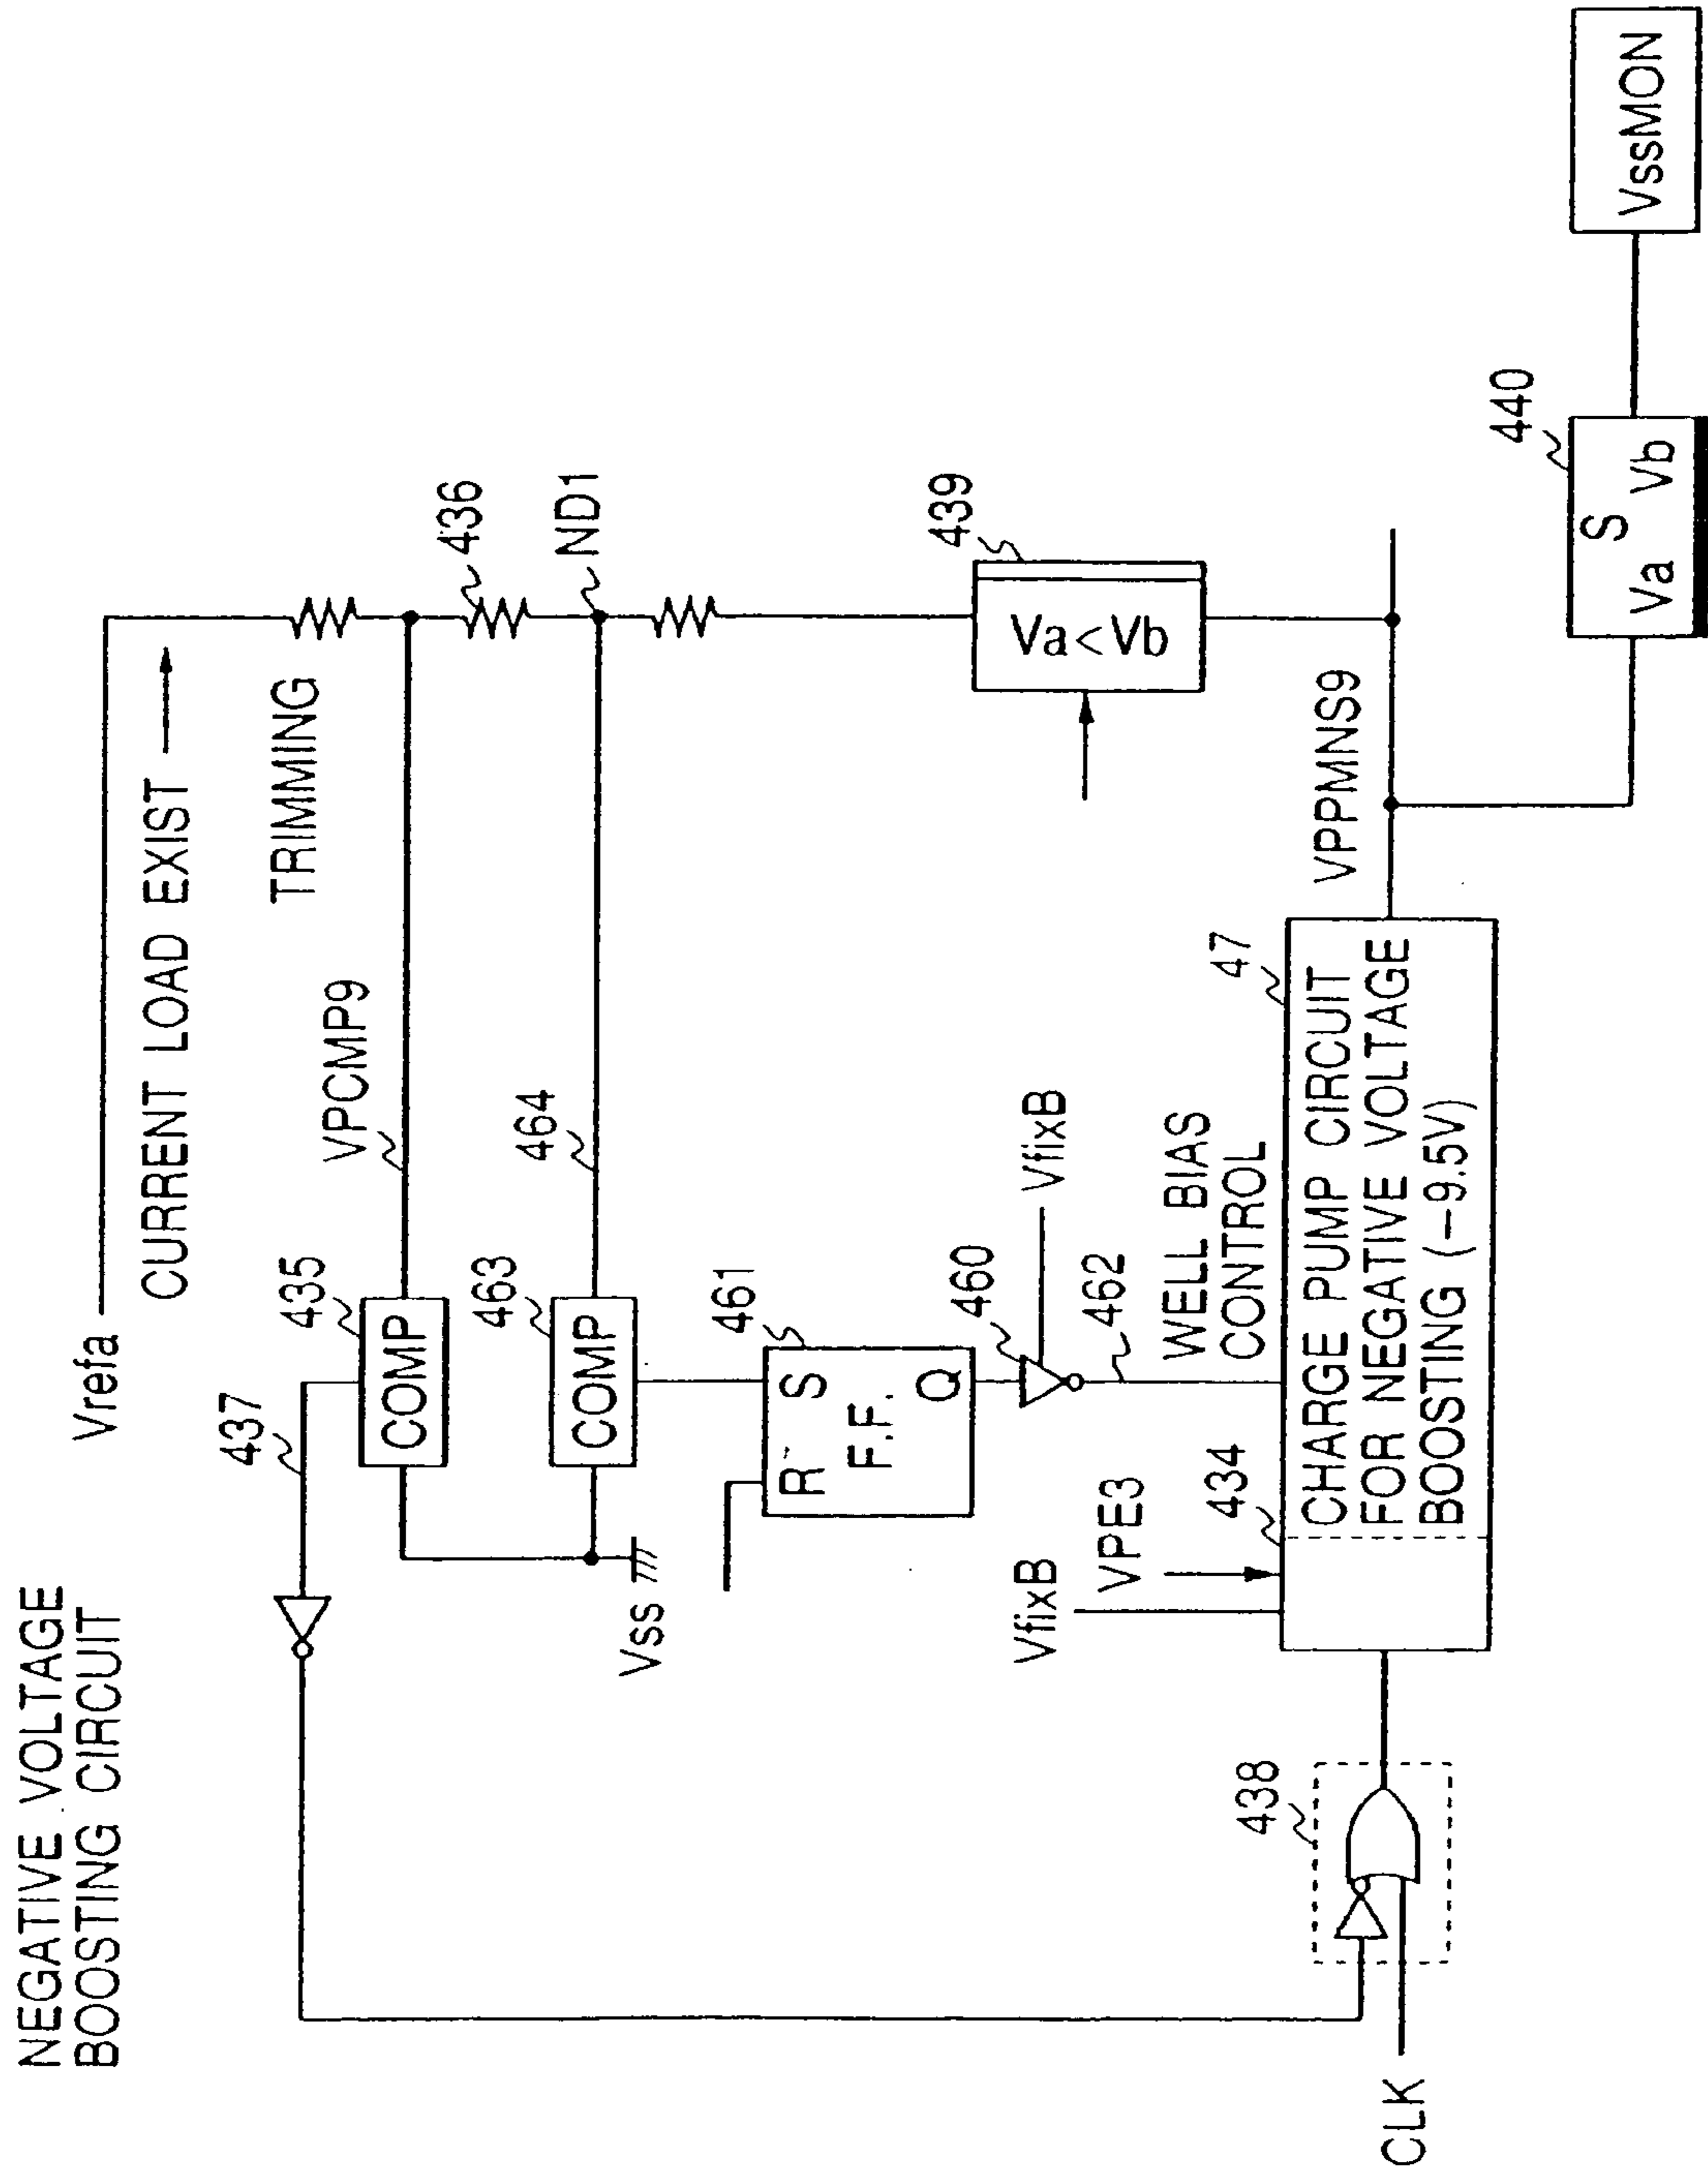 NEGATIVE VOLTAGE
BOOSTING CIRCUIT
Vrefa
CURRENT LOAD EXIST
TRIMMING
437
435
COMP
VPCMP9
436
463
COMP
464
ND1
Vss
461
R S
F.F.
Q
460
VfixB
462
WELL BIAS
CONTROL
439
Va<Vb
VfixB
VPE3
434
47
CHARGE PUMP CIRCUIT
FOR NEGATIVE VOLTAGE
BOOSTING (−9.5V)
VPPMNS9
438
CLK
440
S
Va Vb
VssMON